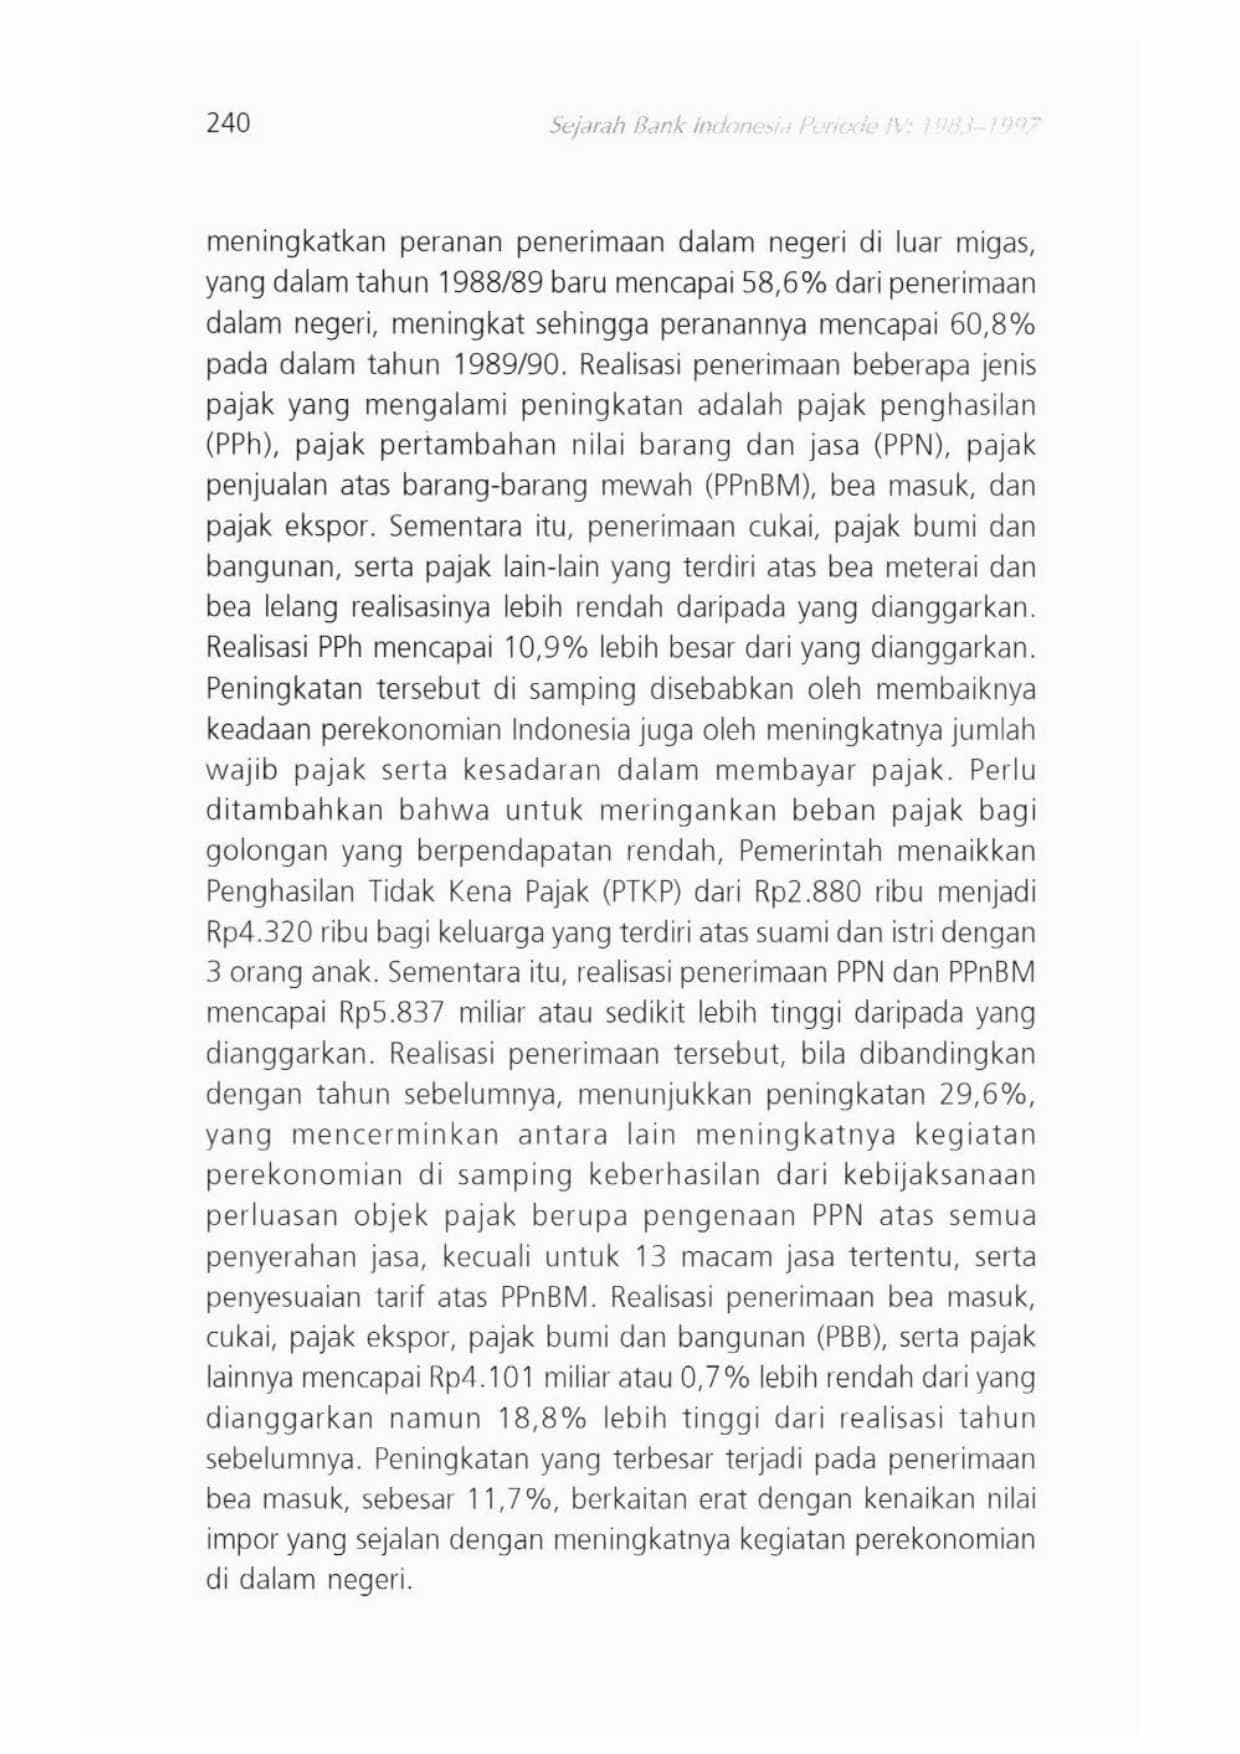 240
Sejarah Bank Indonesia Periode IV: 1983–1997
meningkatkan peranan penerimaan dalam negeri di luar migas,
yang dalam tahun 1988/89 baru mencapai 58,6% dari penerimaan
dalam negeri, meningkat sehingga peranannya mencapai 60,8%
pada dalam tahun 1989/90. Realisasi penerimaan beberapa jenis
pajak yang mengalami peningkatan adalah pajak penghasilan
(PPh), pajak pertambahan nilai barang dan jasa (PPN), pajak
penjualan atas barang-barang mewah (PPnBM), bea masuk, dan
pajak ekspor. Sementara itu, penerimaan cukai, pajak bumi dan
bangunan, serta pajak lain-lain yang terdiri atas bea meterai dan
bea lelang realisasinya lebih rendah daripada yang dianggarkan.
Realisasi PPh mencapai 10,9% lebih besar dari yang dianggarkan.
Peningkatan tersebut di samping disebabkan oleh membaiknya
keadaan perekonomian Indonesia juga oleh meningkatnya jumlah
wajib pajak serta kesadaran dalam membayar pajak. Perlu
ditambahkan bahwa untuk meringankan beban pajak bagi
golongan yang berpendapatan rendah, Pemerintah menaikkan
Penghasilan Tidak Kena Pajak (PTKP) dari Rp2.880 ribu menjadi
Rp4.320 ribu bagi keluarga yang terdiri atas suami dan istri dengan
3 orang anak. Sementara itu, realisasi penerimaan PPN dan PPnBM
mencapai Rp5.837 miliar atau sedikit lebih tinggi daripada yang
dianggarkan. Realisasi penerimaan tersebut, bila dibandingkan
dengan tahun sebelumnya, menunjukkan peningkatan 29,6%,
yang mencerminkan antara lain meningkatnya kegiatan
perekonomian di samping keberhasilan dari kebijaksanaan
perluasan objek pajak berupa pengenaan PPN atas semua
penyerahan jasa, kecuali untuk 13 macam jasa tertentu, serta
penyesuaian tarif atas PPnBM. Realisasi penerimaan bea masuk,
cukai, pajak ekspor, pajak bumi dan bangunan (PBB), serta pajak
lainnya mencapai Rp4.101 miliar atau 0,7% lebih rendah dari yang
dianggarkan namun 18,8% lebih tinggi dari realisasi tahun
sebelumnya. Peningkatan yang terbesar terjadi pada penerimaan
bea masuk, sebesar 11,7%, berkaitan erat dengan kenaikan nilai
impor yang sejalan dengan meningkatnya kegiatan perekonomian
di dalam negeri.